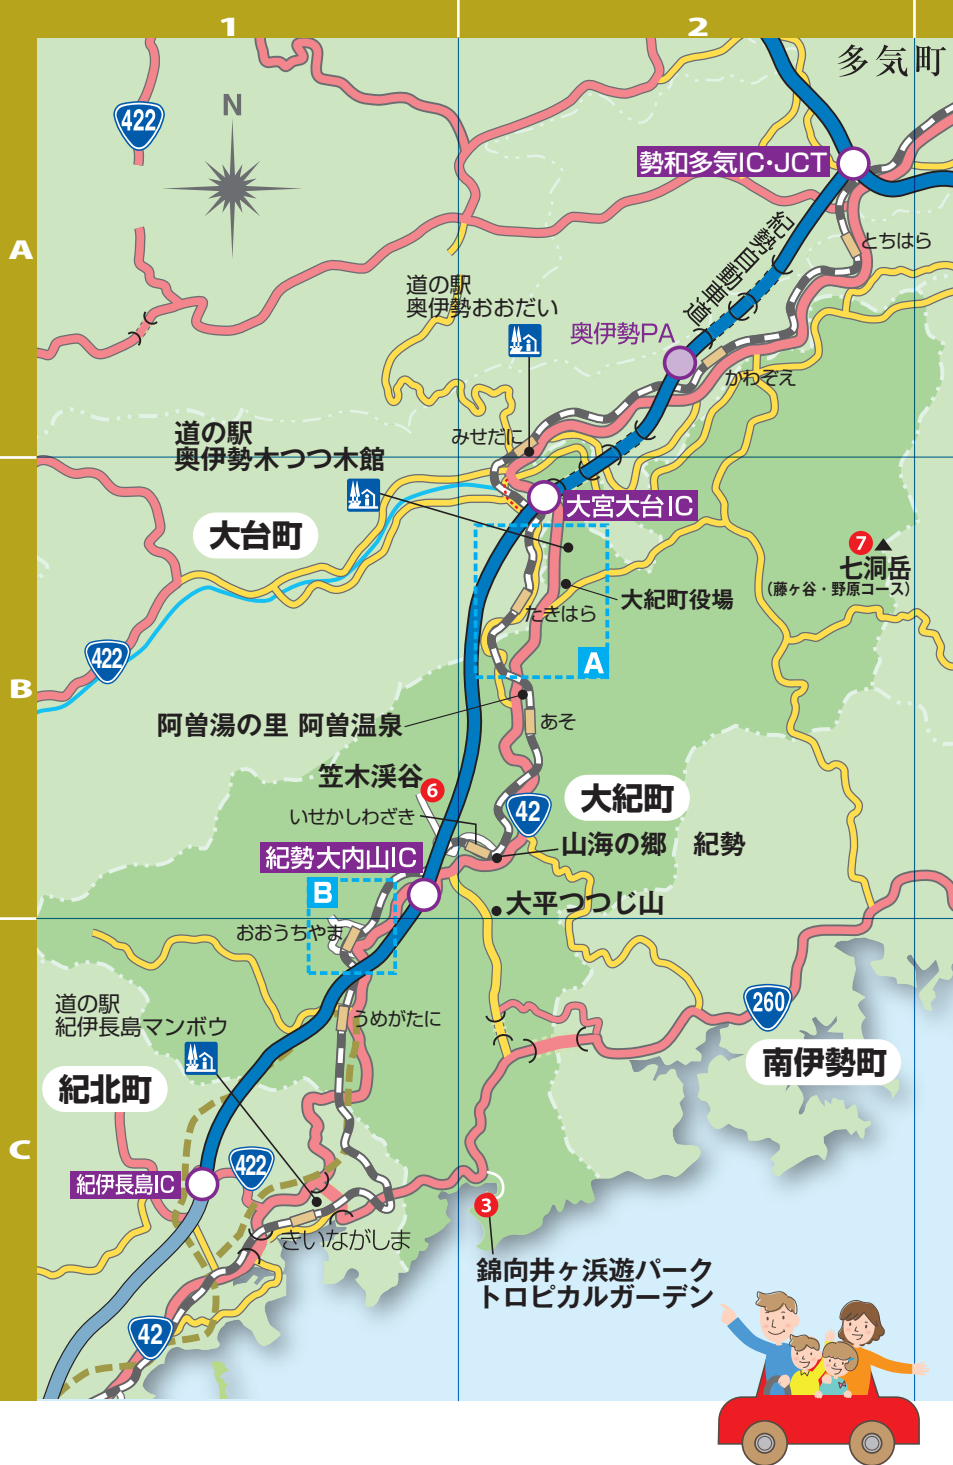 1
2
多気町
422
N
勢和多気IC・JCT
A
とちはら
紀勢自動車道
道の駅
奥伊勢おおだい
奥伊勢PA
かわぞえ
みせだに
道の駅
奥伊勢木つつ木館
大宮大台IC
大台町
7
七洞岳
(藤ヶ谷・野原コース)
大紀町役場
たきはら
422
A
B
阿曽湯の里 阿曽温泉
あそ
笠木渓谷
6
大紀町
いせかしわざき
42
山海の郷 紀勢
紀勢大内山IC
B
大平つつじ山
おおうちやま
道の駅
紀伊長島マンボウ
うめがたに
260
南伊勢町
紀北町
C
422
紀伊長島IC
3
きいながしま
錦向井ヶ浜遊パーク
トロピカルガーデン
42